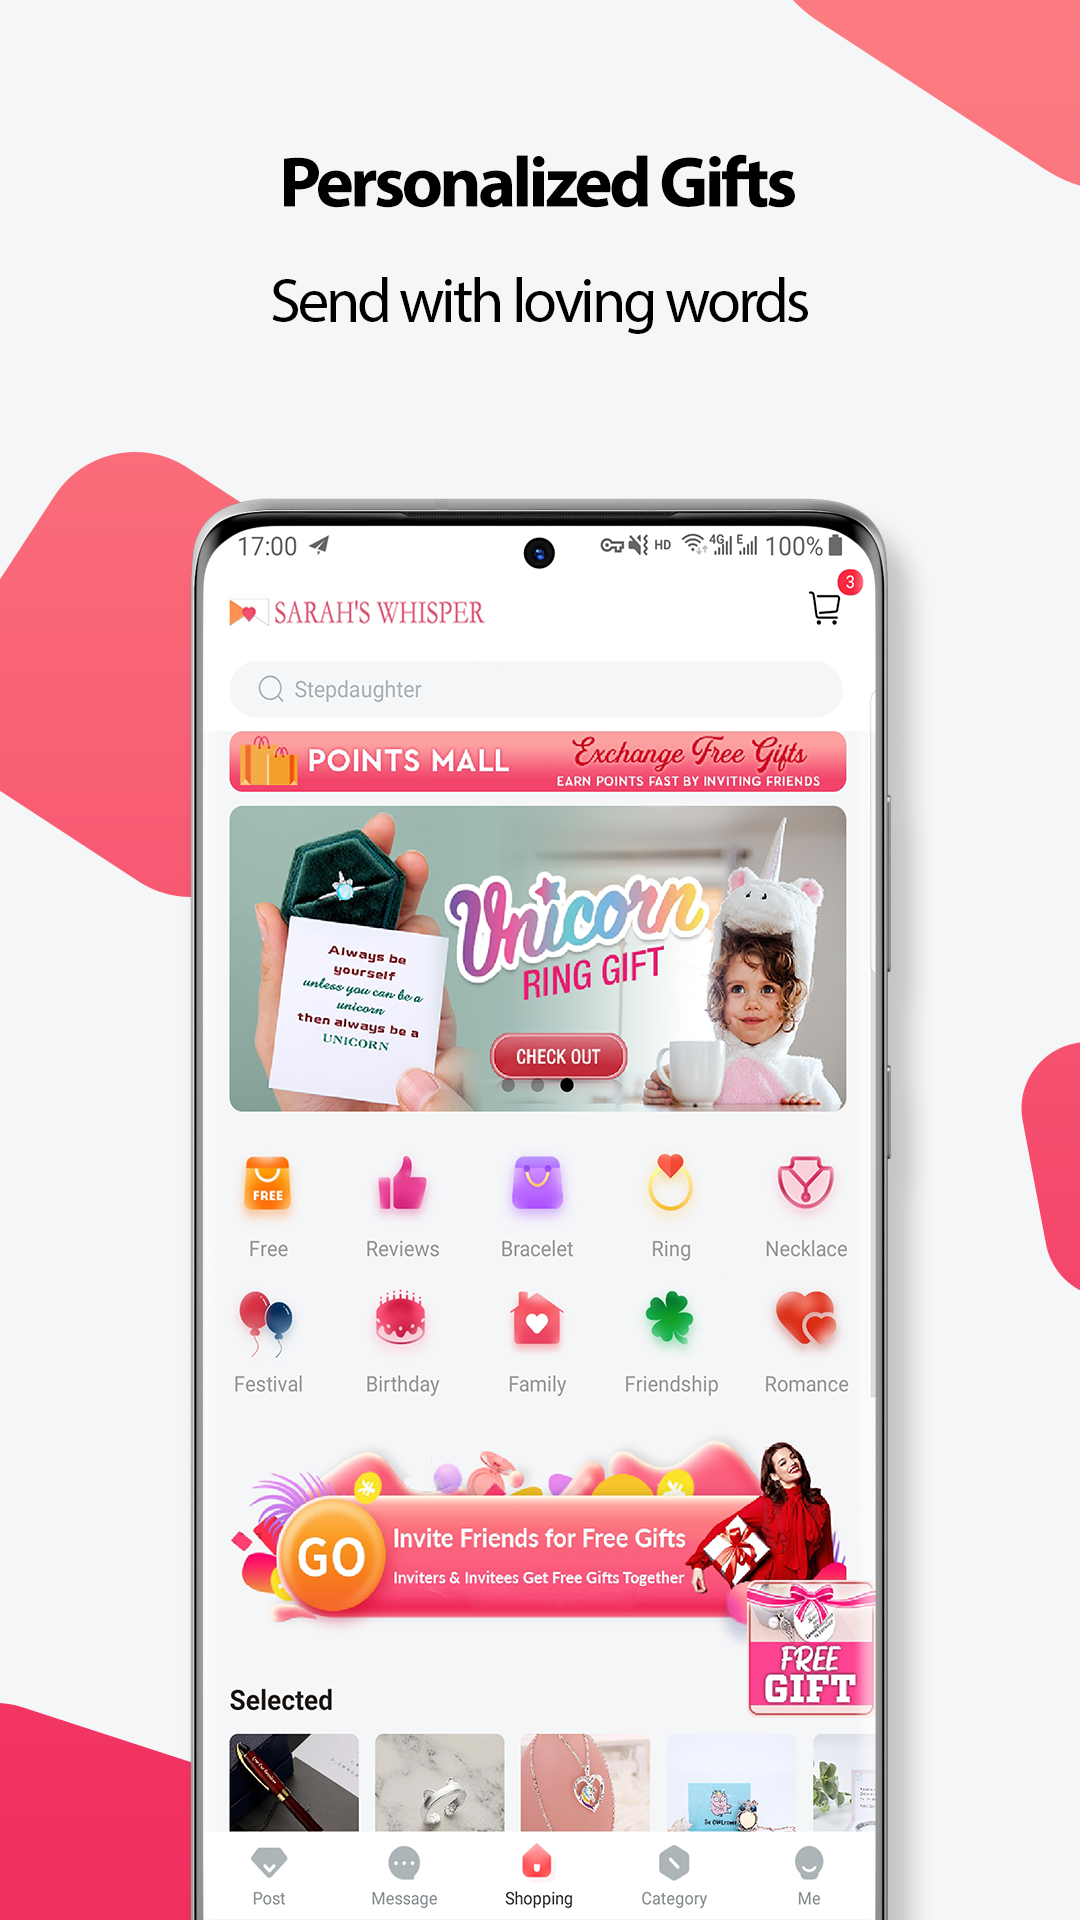 Personalized Gifts
Send with loving words
17:00 HD 4G E 100%
3
SARAH'S WHISPER
Stepdaughter
POINTS MALL
Exchange Free Gifts
EARN POINTS FAST BY INVITING FRIENDS
Always be
yourself
unless you can be a
unicorn
then always be a
UNICORN
Unicorn
RING GIFT
CHECK OUT
FREE
Free Reviews Bracelet Ring Necklace
Festival Birthday Family Friendship Romance
GO
Invite Friends for Free Gifts
Inviters & Invitees Get Free Gifts Together
FREE
GIFT
Selected
Be OWLsome
Post Message Shopping Category Me